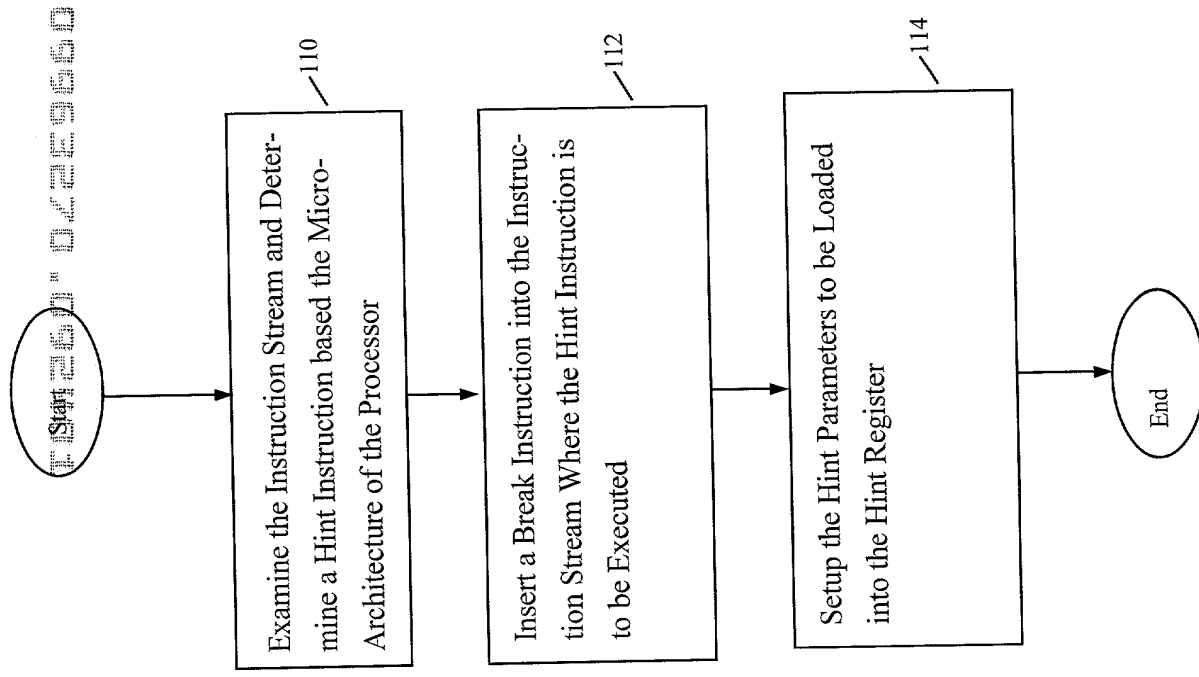 Start
110
Examine the Instruction Stream and Deter-
mine a Hint Instruction based the Micro-
Architecture of the Processor
112
Insert a Break Instruction into the Instruc-
tion Stream Where the Hint Instruction is
to be Executed
114
Setup the Hint Parameters to be Loaded
into the Hint Register
End